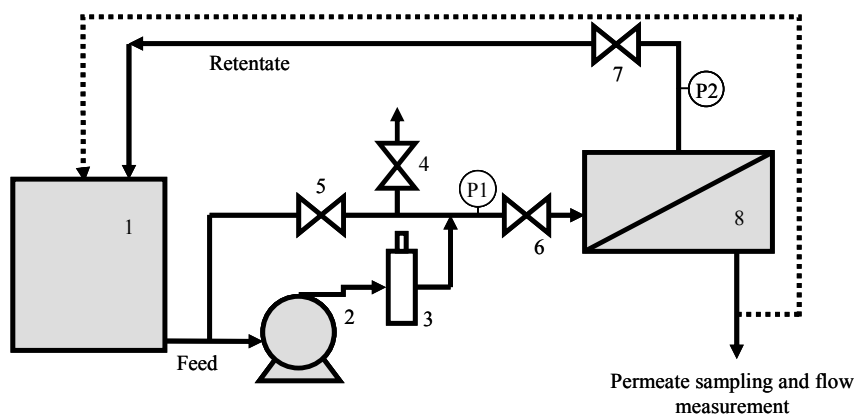 7
Retentate
P2
4
5
P1
1
6
8
2
3
Feed
Permeate sampling and flow
measurement